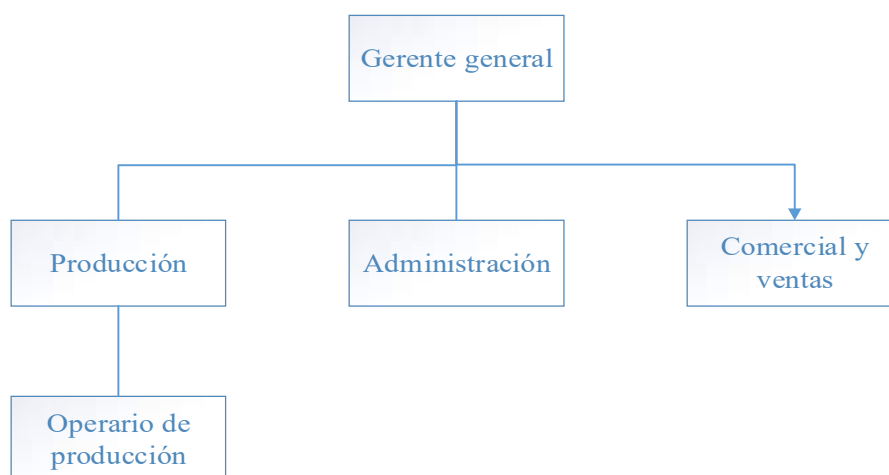 Gerente general
Producción
Administración
Comercial y
ventas
Operario de
producción